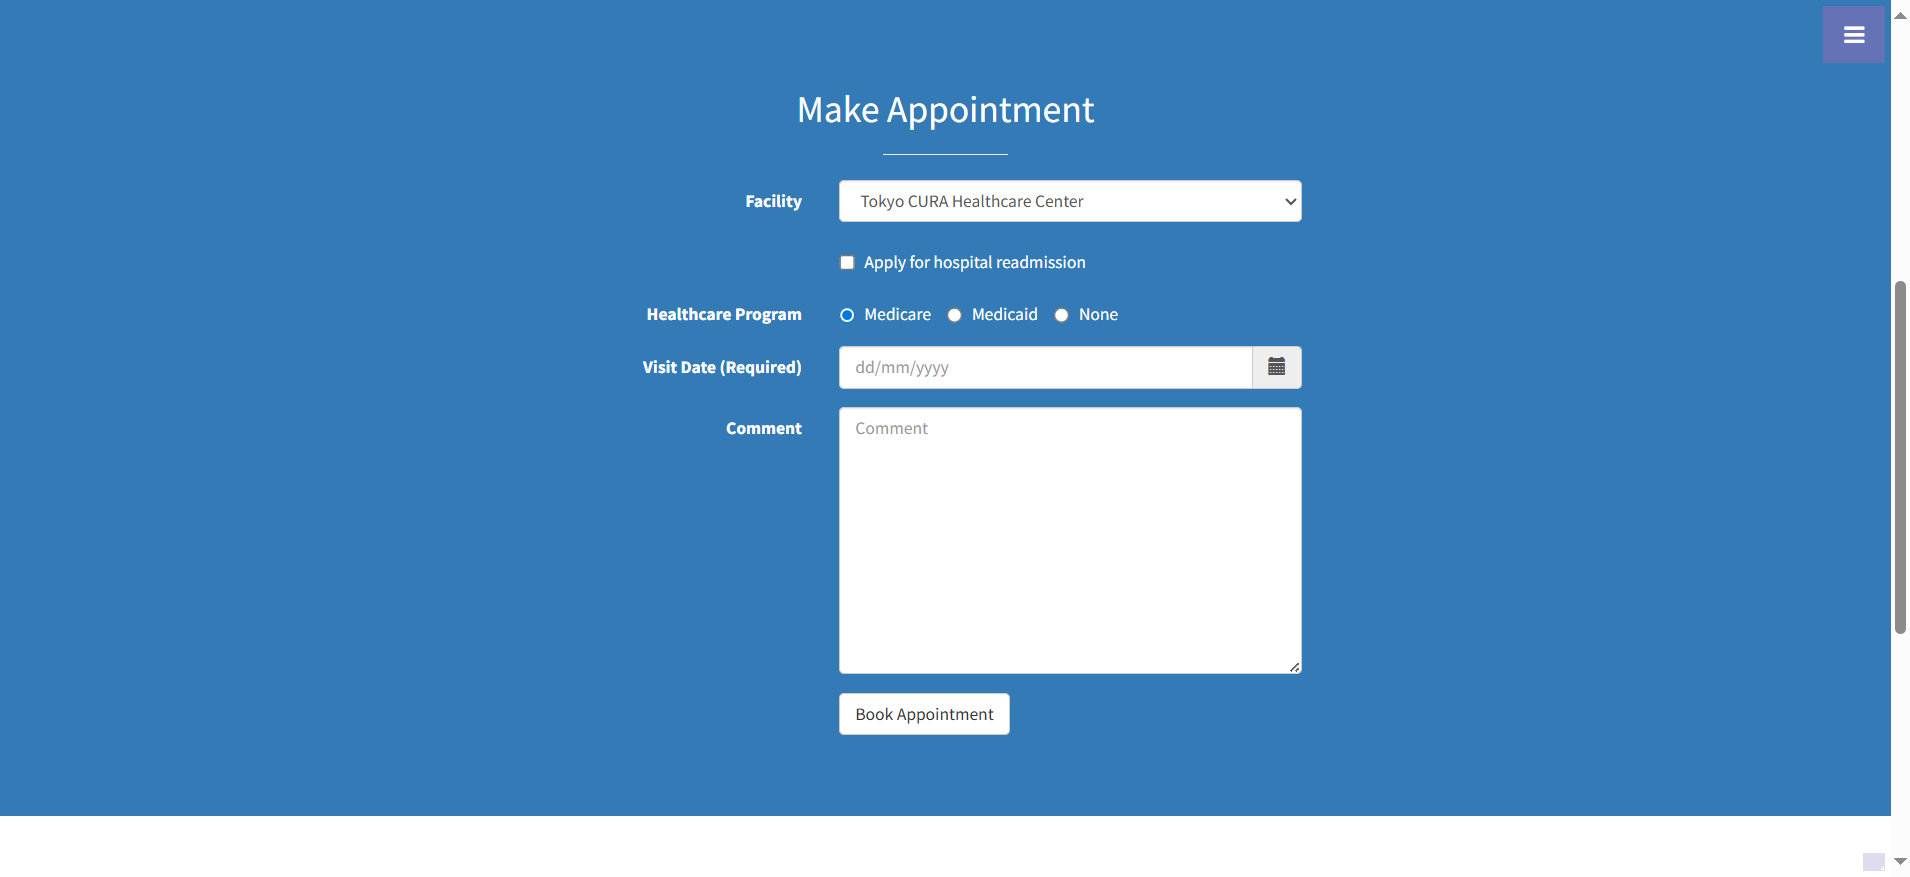 Make Appointment
Facility
Tokyo CURA Healthcare Center
Apply for hospital readmission
Healthcare Program
Medicare
Medicaid
None
Visit Date (Required)
dd/mm/yyyy
Comment
Comment
Book Appointment